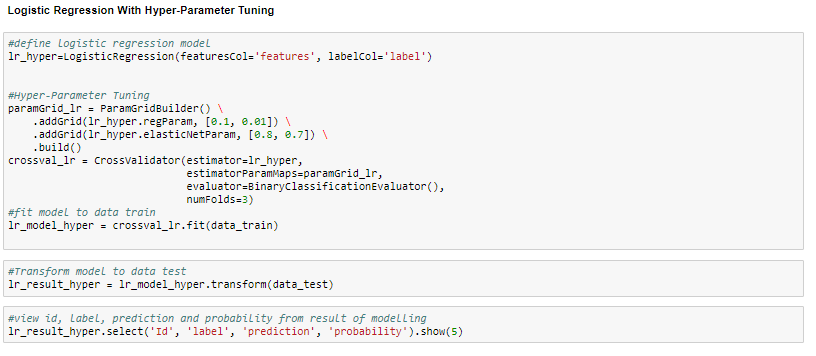 Logistic Regression With Hyper-Parameter Tuning
#define logistic regression model
lr_hyper=LogisticRegression(featuresCol='features', labelCol='label')
#Hyper-Parameter Tuning
paramGrid_lr = ParamGridBuilder() \
    .addGrid(lr_hyper.regParam, [0.1, 0.01]) \
    .addGrid(lr_hyper.elasticNetParam, [0.8, 0.7]) \
    .build()
crossval_lr = CrossValidator(estimator=lr_hyper,
                             estimatorParamMaps=paramGrid_lr,
                             evaluator=BinaryClassificationEvaluator(),
                             numFolds=3)
#fit model to data train
lr_model_hyper = crossval_lr.fit(data_train)
#Transform model to data test
lr_result_hyper = lr_model_hyper.transform(data_test)
#view id, label, prediction and probability from result of modelling
lr_result_hyper.select('Id', 'label', 'prediction', 'probability').show(5)